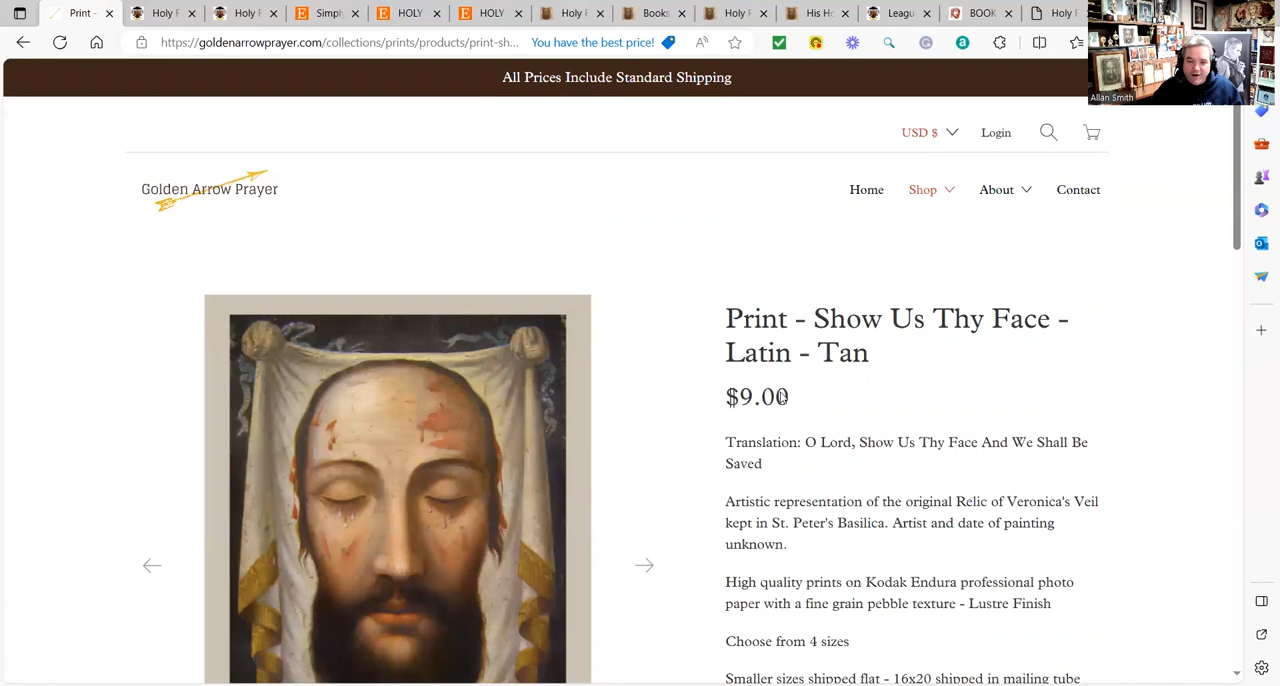 Print -
Holy F
Holy F
Simpl
HOLY
HOLY
Holy F
Books
Holy F
His Ho
Leagu
BOOK
Holy F
https://goldenarrowprayer.com/collections/prints/products/print-sh...
You have the best price!
All Prices Include Standard Shipping
Allan Smith
USD $
Login
Golden Arrow Prayer
Home
Shop
About
Contact
Print - Show Us Thy Face -
Latin - Tan
$9.00
Translation: O Lord, Show Us Thy Face And We Shall Be
Saved
Artistic representation of the original Relic of Veronica's Veil
kept in St. Peter's Basilica. Artist and date of painting
unknown.
High quality prints on Kodak Endura professional photo
paper with a fine grain pebble texture - Lustre Finish
Choose from 4 sizes
Smaller sizes shipped flat - 16x20 shipped in mailing tube